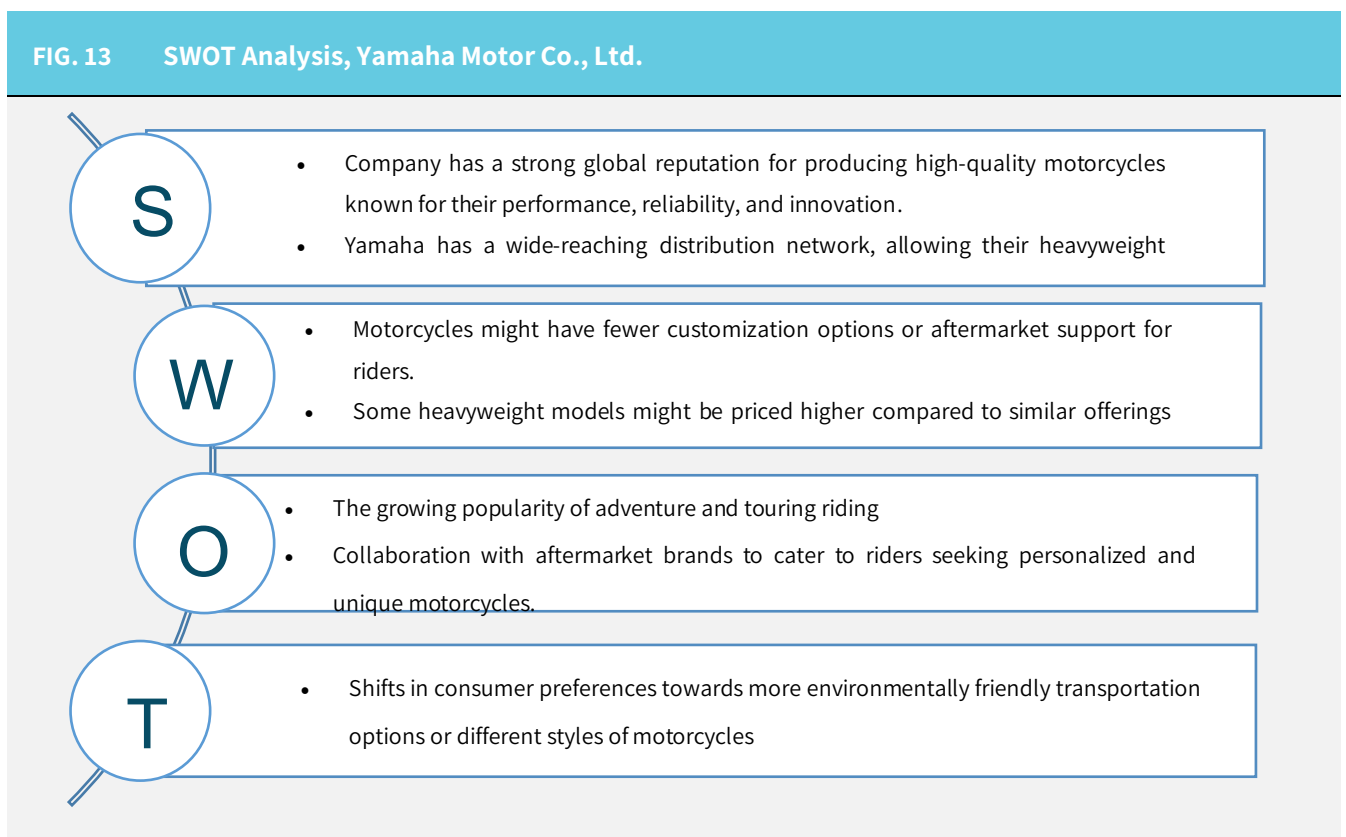 FIG. 13 SWOT Analysis, Yamaha Motor Co., Ltd.
S
• Company has a strong global reputation for producing high-quality motorcycles
known for their performance, reliability, and innovation.
• Yamaha has a wide-reaching distribution network, allowing their heavyweight
W
• Motorcycles might have fewer customization options or aftermarket support for
riders.
• Some heavyweight models might be priced higher compared to similar offerings
O
• The growing popularity of adventure and touring riding
• Collaboration with aftermarket brands to cater to riders seeking personalized and
unique motorcycles.
T
• Shifts in consumer preferences towards more environmentally friendly transportation
options or different styles of motorcycles